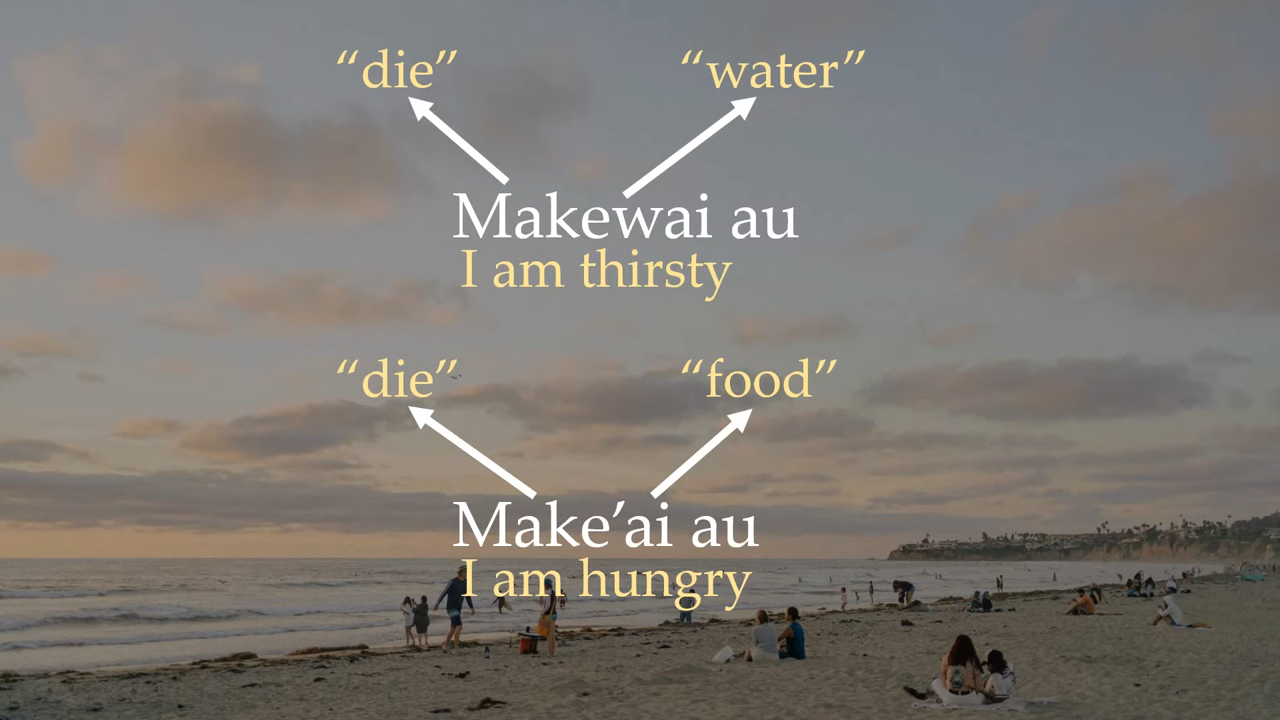 “die” “water”
Makewai au
I am thirsty
“die” “food”
Make’ai au
I am hungry